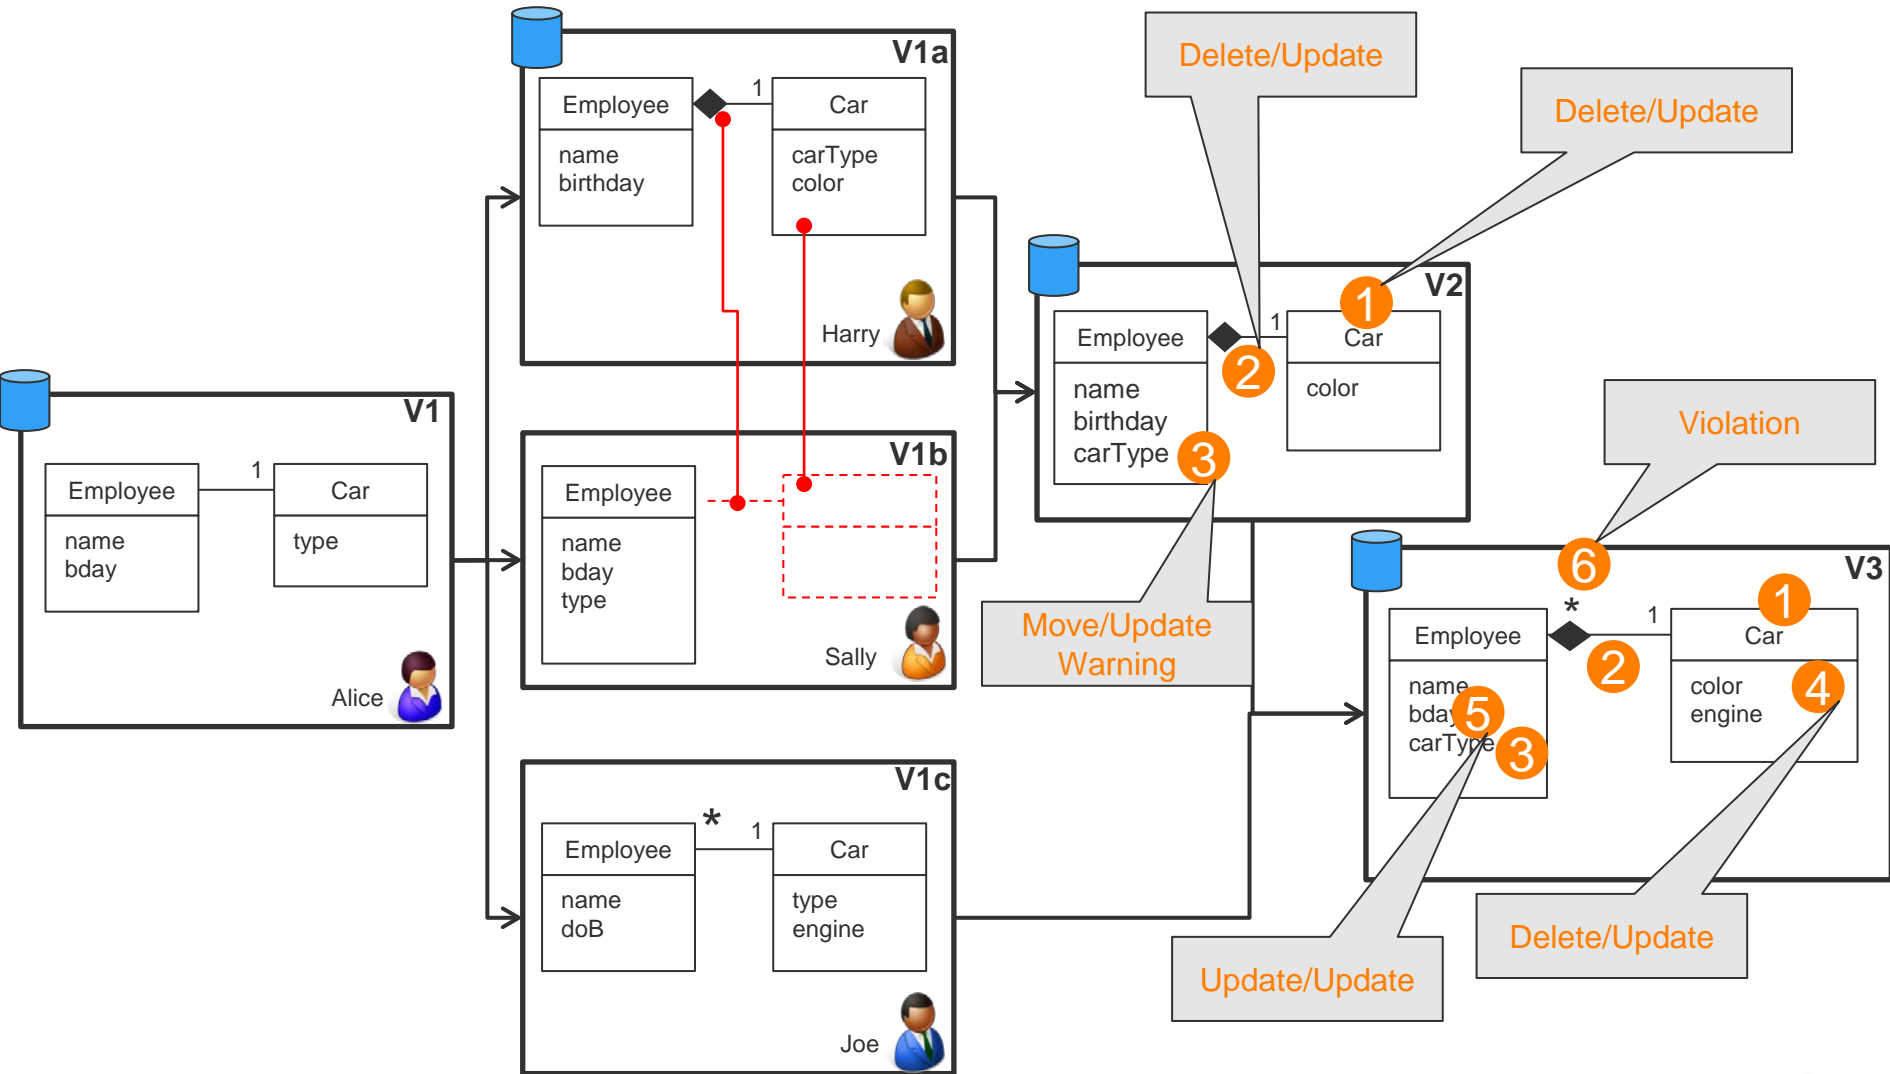 V1
Employee
1
Car
name
bday
type
Alice
V1a
Employee
1
Car
name
birthday
carType
color
Harry
V1b
Employee
name
bday
type
Sally
V1c
Employee
*
1
Car
name
doB
type
engine
Joe
Delete/Update
Delete/Update
V2
1
Employee
1
Car
2
name
birthday
carType
color
3
Move/Update
Warning
Violation
6
V3
1
*
1
Employee
Car
2
name
bday
carType
5
3
color
engine
4
Update/Update
Delete/Update